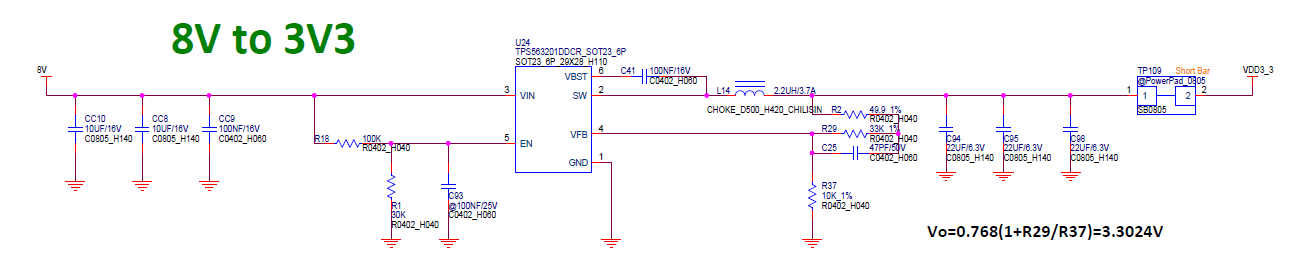 8V to 3V3
U24
TPS563201DDCR_SOT23_6P
SOT23_6P_29X28_H110
8V
CC10
10UF/16V
C0805_H140
CC8
10UF/16V
C0805_H140
CC9
100NF/16V
C0402_H060
R18
100K
R0402_H040
R1
30K
R0402_H040
C93
@100NF/25V
C0402_H060
3
VIN
5
EN
VBST
6
SW
2
VFB
4
GND
1
C41
100NF/16V
C0402_H060
L14
2.2UH/3.7A
CHOKE_D500_H420_CHILISIN
R2
49.9_1%
R0402_H040
R29
33K_1%
R0402_H040
C25
47PF/50V
C0402_H060
R37
10K_1%
R0402_H040
C94
22UF/6.3V
C0805_H140
C95
22UF/6.3V
C0805_H140
C98
22UF/6.3V
C0805_H140
TP109
Short Bar
@PowerPad_0805
1
1
2
2
SB0805
VDD3_3
Vo=0.768(1+R29/R37)=3.3024V